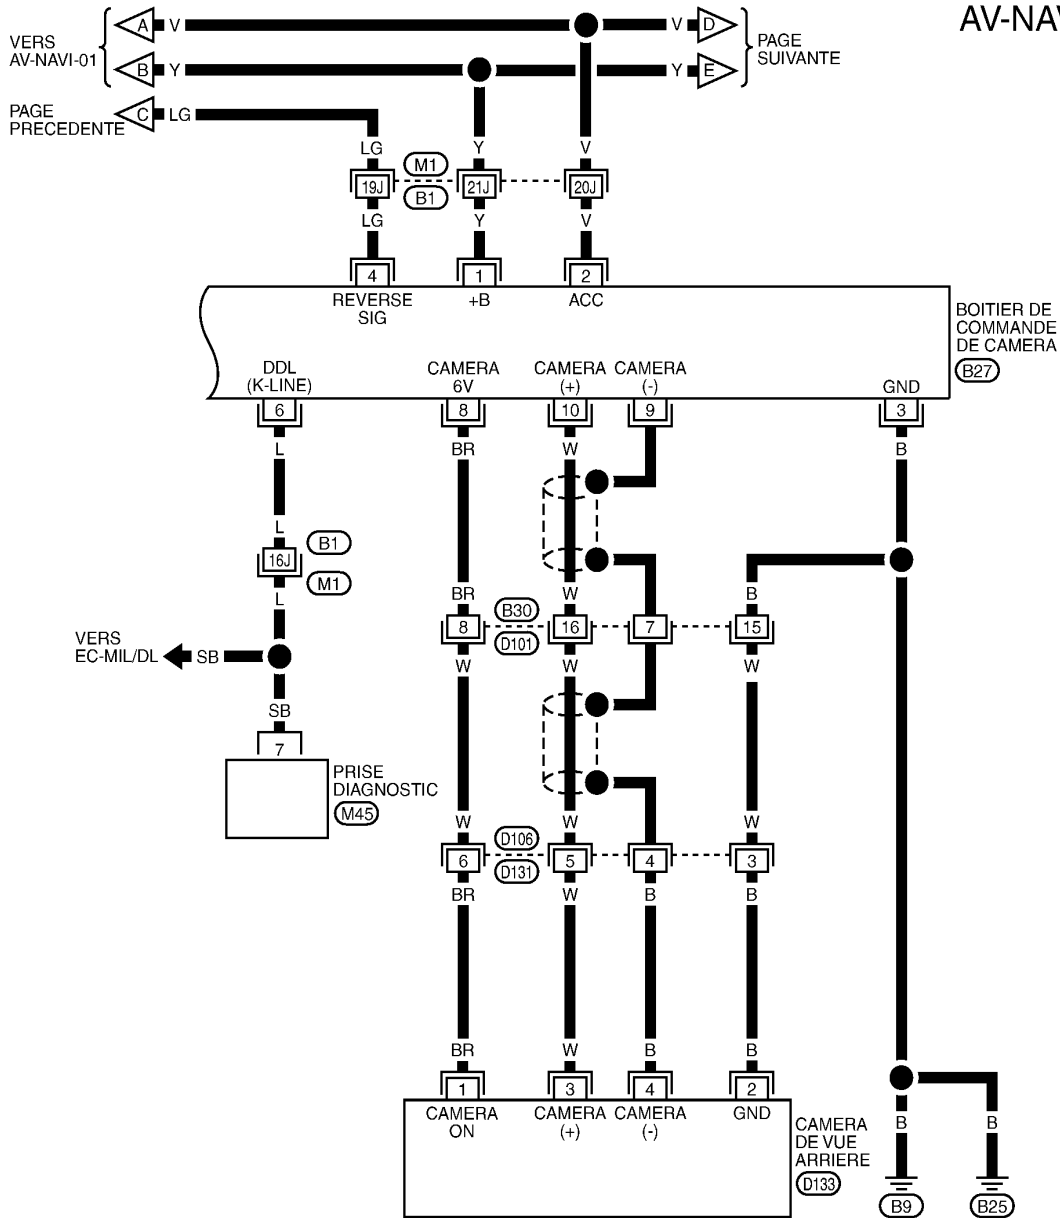 AV-NAV
A V
V D
VERS
AV-NAVI-01
PAGE
SUIVANTE
B Y
Y E
PAGE
PRECEDENTE
C LG
LG Y V
M1
19J 21J 20J
B1
LG Y V
4 1 2
REVERSE
SIG
+B
ACC
BOITIER DE
COMMANDE
DE CAMERA
B27
DDL
(K-LINE)
CAMERA
6V
CAMERA
(+)
CAMERA
(-)
GND
6 8 10 9 3
L BR W B
L
B1
16J
M1
L
BR W B
B30
8 16 7 15
D101
W W W
VERS
EC-MIL/DL
SB
SB
7
PRISE
DIAGNOSTIC
M45
W W W
D106
6 5 4 3
D131
BR W B B
BR W B B
1 3 4 2
CAMERA
ON
CAMERA
(+)
CAMERA
(-)
GND
CAMERA
DE VUE
ARRIERE
D133
B B
B9 B25